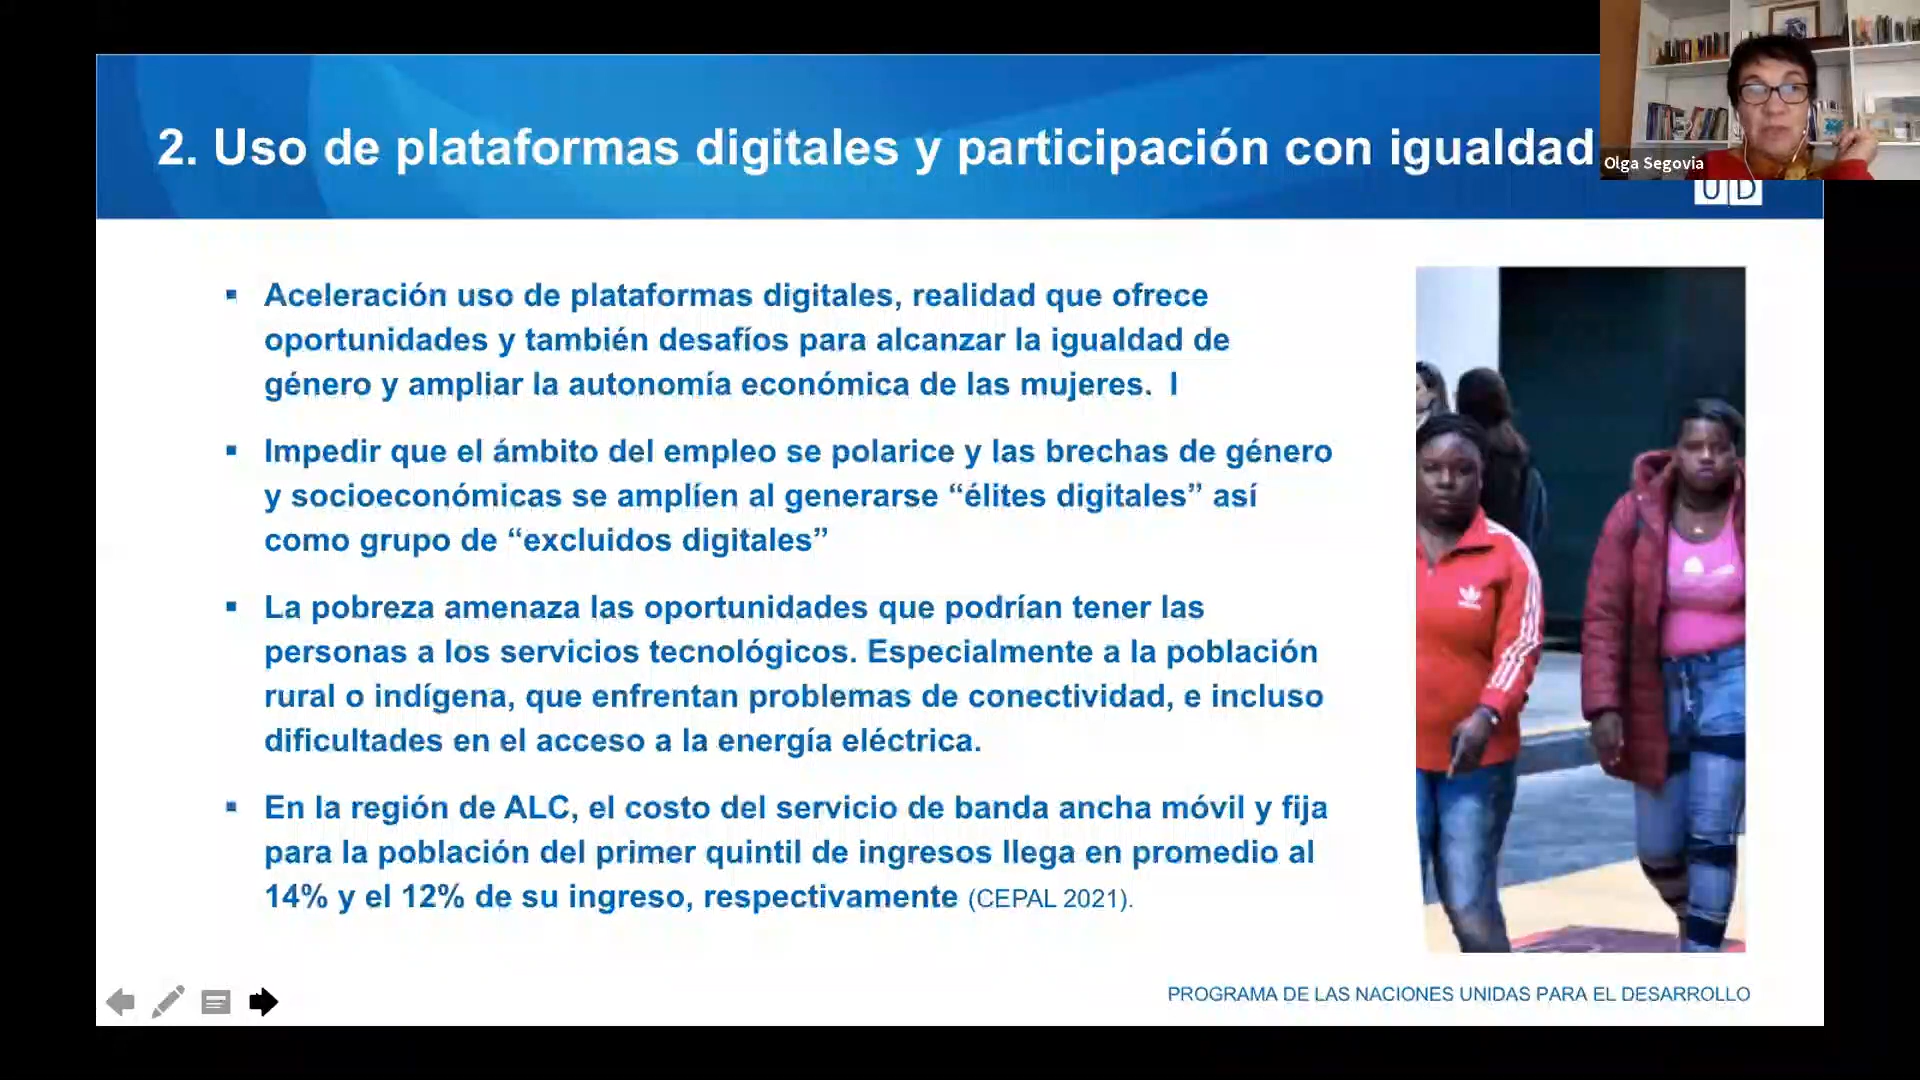 2. Uso de plataformas digitales y participación con igualdad
Olga Segovia
U D
▪ Aceleración uso de plataformas digitales, realidad que ofrece
oportunidades y también desafíos para alcanzar la igualdad de
género y ampliar la autonomía económica de las mujeres. I
▪ Impedir que el ámbito del empleo se polarice y las brechas de género
y socioeconómicas se amplíen al generarse “élites digitales” así
como grupo de “excluidos digitales”
▪ La pobreza amenaza las oportunidades que podrían tener las
personas a los servicios tecnológicos. Especialmente a la población
rural o indígena, que enfrentan problemas de conectividad, e incluso
dificultades en el acceso a la energía eléctrica.
▪ En la región de ALC, el costo del servicio de banda ancha móvil y fija
para la población del primer quintil de ingresos llega en promedio al
14% y el 12% de su ingreso, respectivamente (CEPAL 2021).
PROGRAMA DE LAS NACIONES UNIDAS PARA EL DESARROLLO